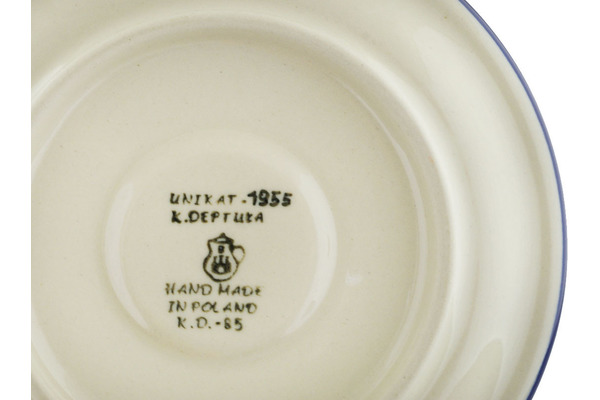 UNIKAT - 1955
K. DEPTUŁA
HAND MADE
IN POLAND
K.D.-85